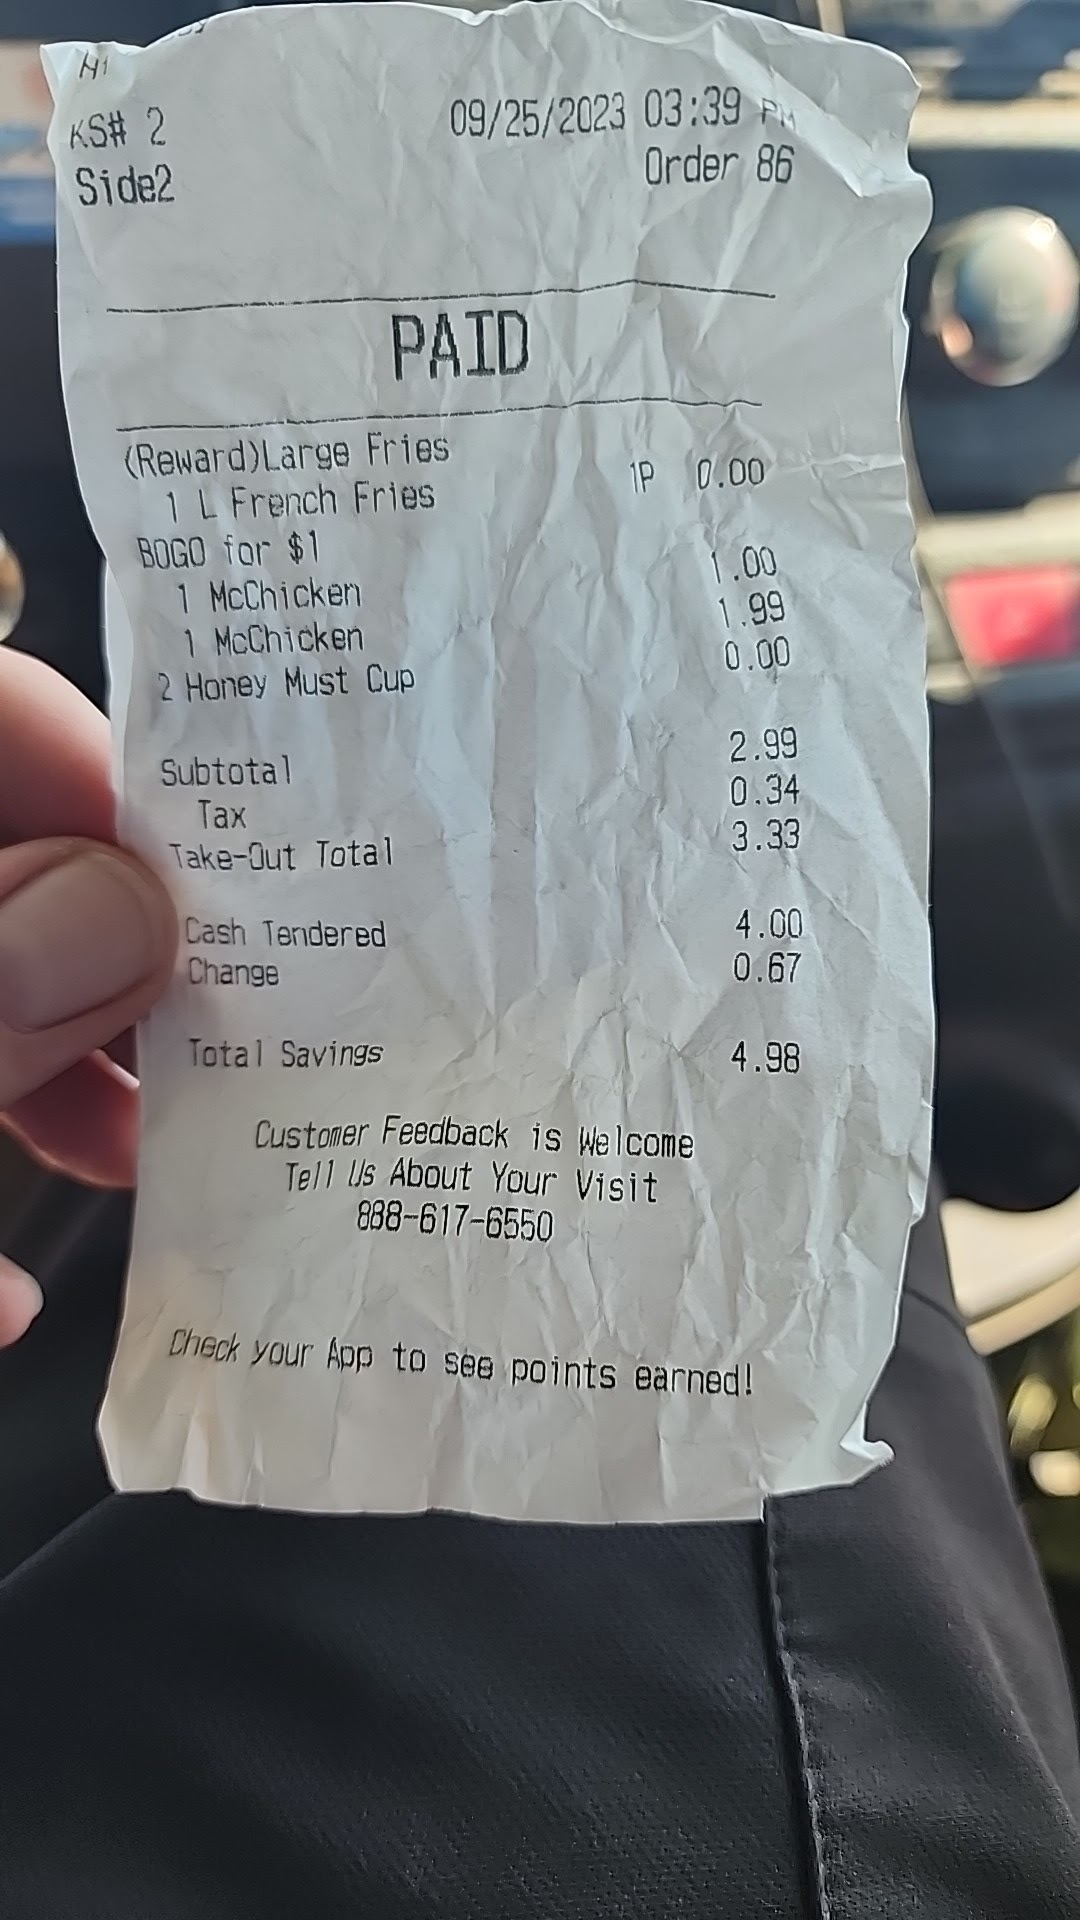 H1
KS# 2 09/25/2023 03:39 PM
Side2 Order 86
PAID
(Reward)Large Fries
1 L French Fries 1P 0.00
BOGO for $1
1 McChicken 1.00
1 McChicken 1.99
2 Honey Must Cup 0.00
Subtotal 2.99
Tax 0.34
Take-Out Total 3.33
Cash Tendered 4.00
Change 0.67
Total Savings 4.98
Customer Feedback is Welcome
Tell Us About Your Visit
888-617-6550
Check your App to see points earned!